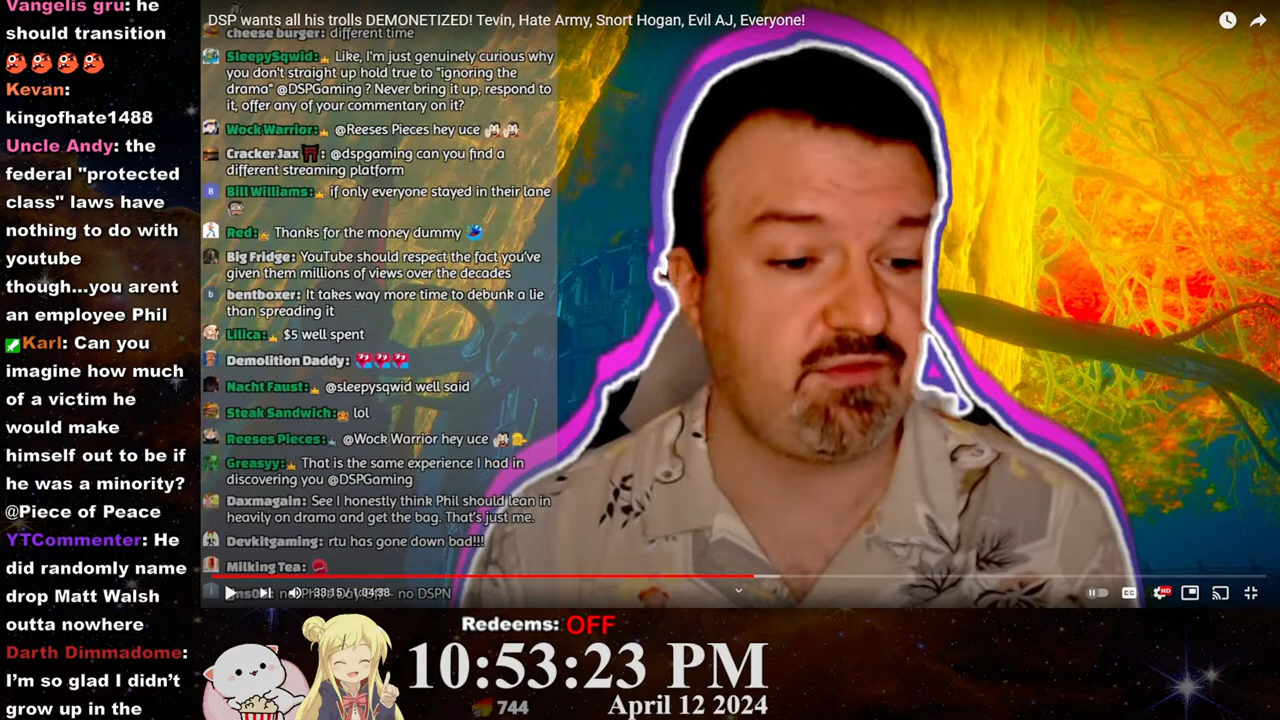 Vangelis gru: he
should transition
Kevan:
kingofhate1488
Uncle Andy: the
federal "protected
class" laws have
nothing to do with
youtube
though...you arent
an employee Phil
Karl: Can you
imagine how much
of a victim he
would make
himself out to be if
he was a minority?
@Piece of Peace
YTCommenter: He
did randomly name
drop Matt Walsh
outta nowhere
Darth Dimmadome:
I'm so glad I didn't
grow up in the
DSP wants all his trolls DEMONETIZED! Tevin, Hate Army, Snort Hogan, Evil AJ, Everyone!
cheese burger: different time
SleepySqwid: Like, I'm just genuinely curious why
you don't straight up hold true to "ignoring the
drama" @DSPGaming ? Never bring it up, respond to
it, offer any of your commentary on it?
Wock Warrior: @Reeses Pieces hey uce
CrackerJax: @dspgaming can you find a
different streaming platform
B Bill Williams: if only everyone stayed in their lane
Red: Thanks for the money dummy
Big Fridge: YouTube should respect the fact you've
given them millions of views over the decades
b bentboxer: It takes way more time to debunk a lie
than spreading it
Lilica: $5 well spent
Demolition Daddy:
Nacht Faust: @sleepysqwid well said
Steak Sandwich: lol
Reeses Pieces: @Wock Warrior hey uce
Greasyy: That is the same experience I had in
discovering you @DSPGaming
Daxmagain: See I honestly think Phil should lean in
heavily on drama and get the bag. That's just me.
Devkitgaming: rtu has gone down bad!!!
MilkingTea:
33:15 / 1:04:38
no DSPN
CC
HD
Redeems: OFF
10:53:23 PM
744
April 12 2024